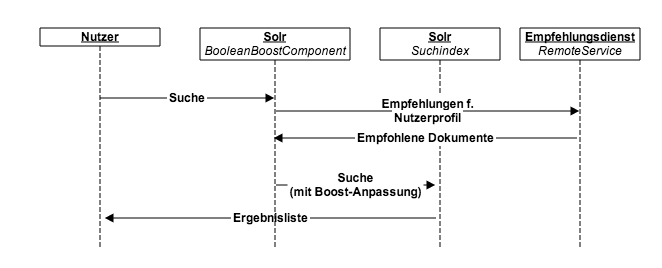 Nutzer
Solr
BooleanBoostComponent
Solr
Suchindex
Empfehlungsdienst
RemoteService
Suche
Empfehlungen f.
Nutzerprofil
Empfohlene Dokumente
Suche
(mit Boost-Anpassung)
Ergebnisliste